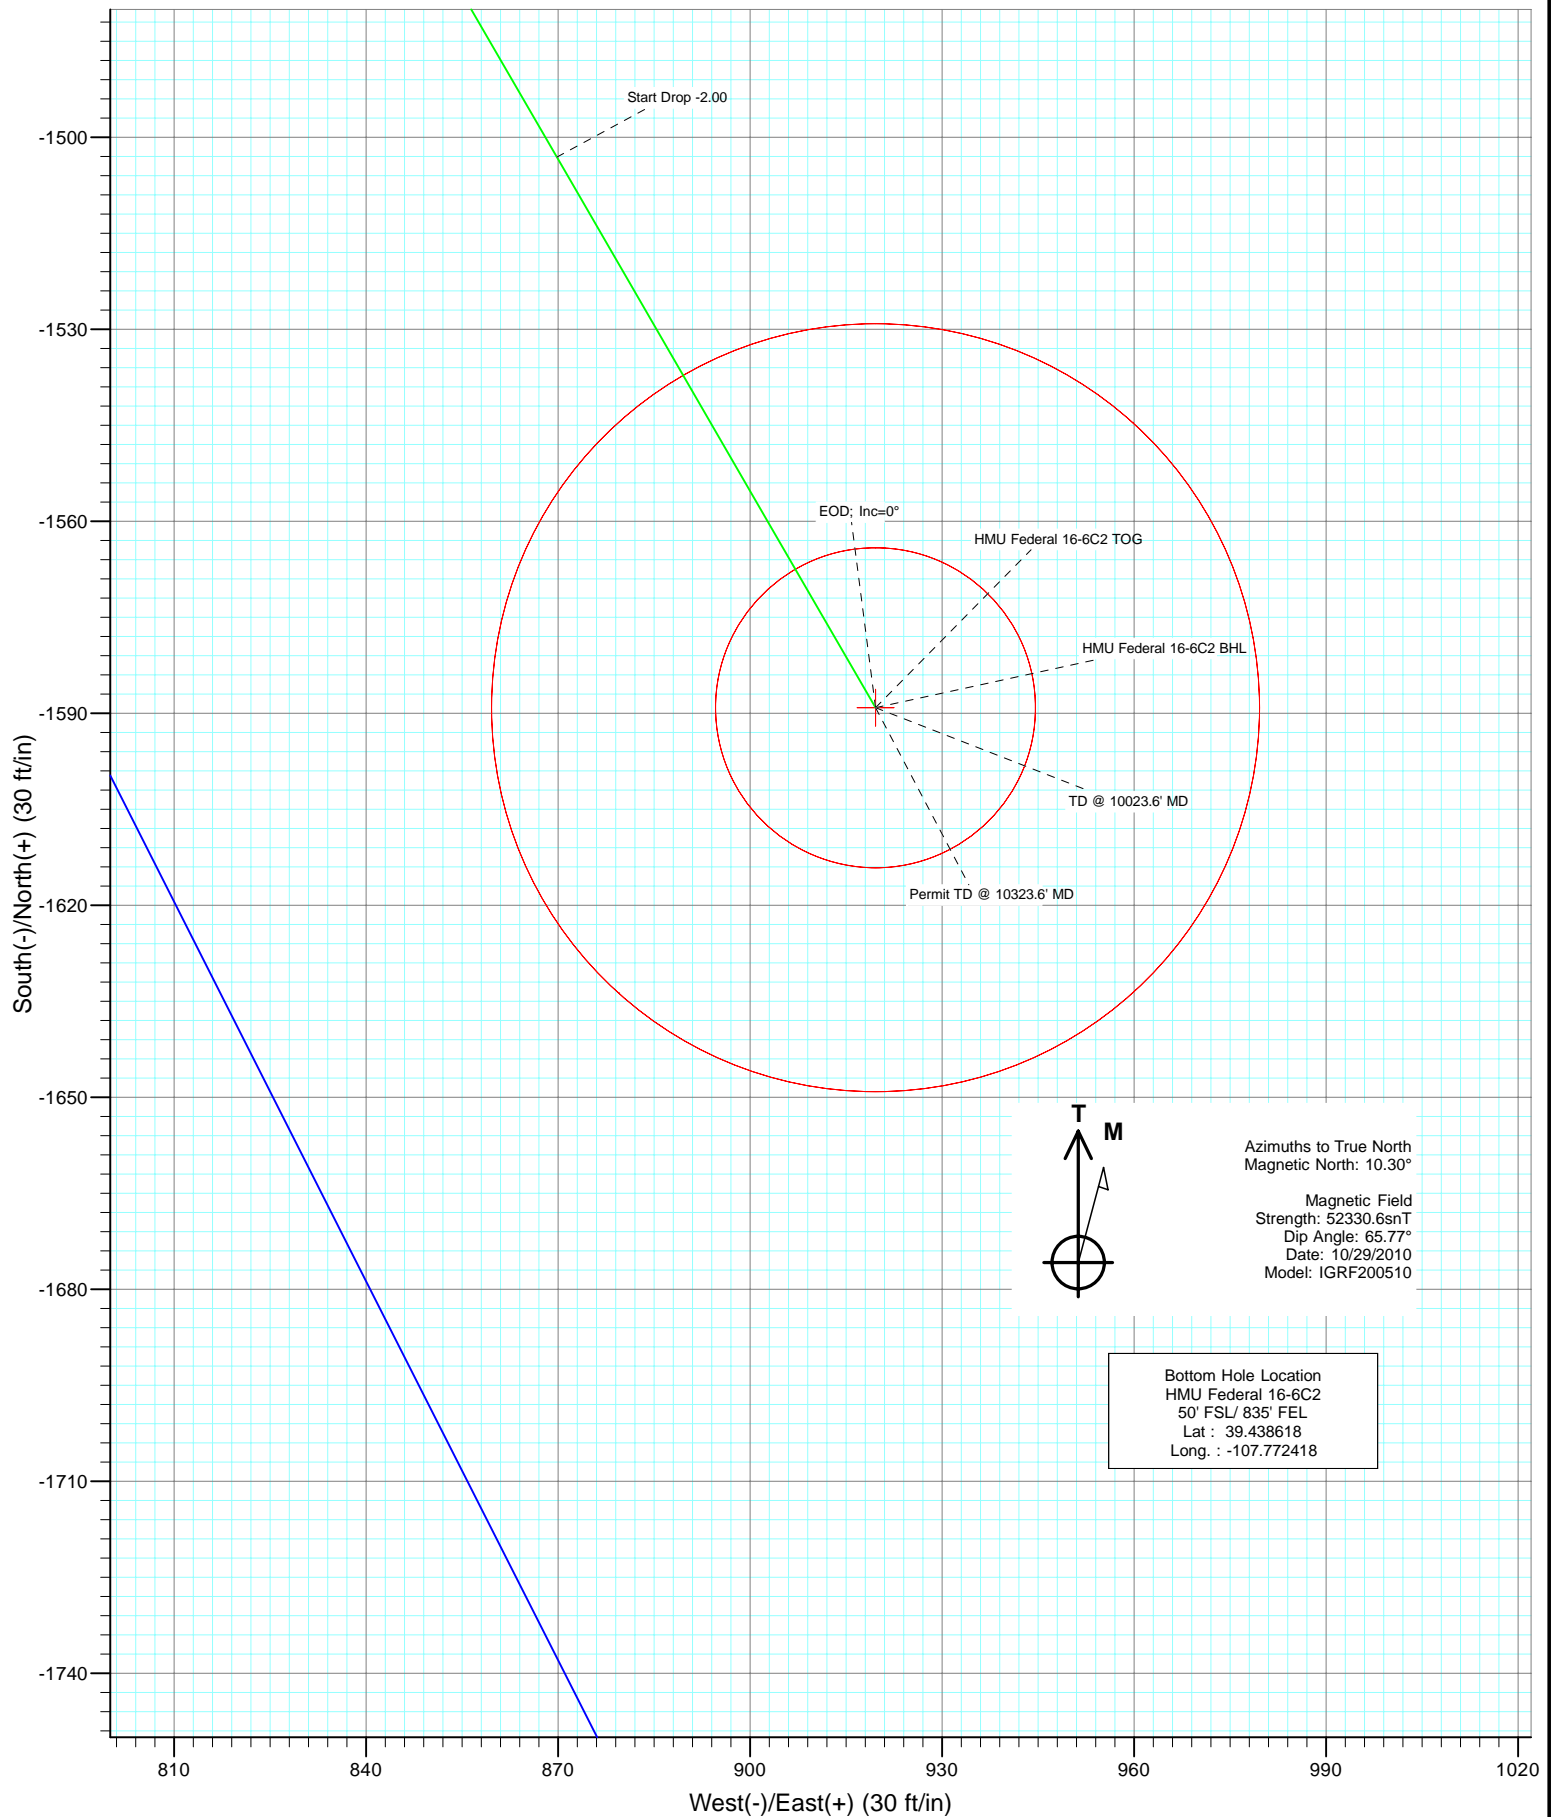 Start Drop -2.00
-1500
-1530
EOD; Inc=0°
-1560
HMU Federal 16-6C2 TOG
HMU Federal 16-6C2 BHL
-1590
TD @ 10023.6' MD
Permit TD @ 10323.6' MD
-1620
South(-)/North(+) (30 ft/in)
-1650
T
M
Azimuths to True North
Magnetic North: 10.30°
Magnetic Field
Strength: 52330.6snT
Dip Angle: 65.77°
Date: 10/29/2010
Model: IGRF200510
-1680
Bottom Hole Location
HMU Federal 16-6C2
50' FSL/ 835' FEL
Lat : 39.438618
Long. : -107.772418
-1710
-1740
810 840 870 900 930 960 990 1020
West(-)/East(+) (30 ft/in)